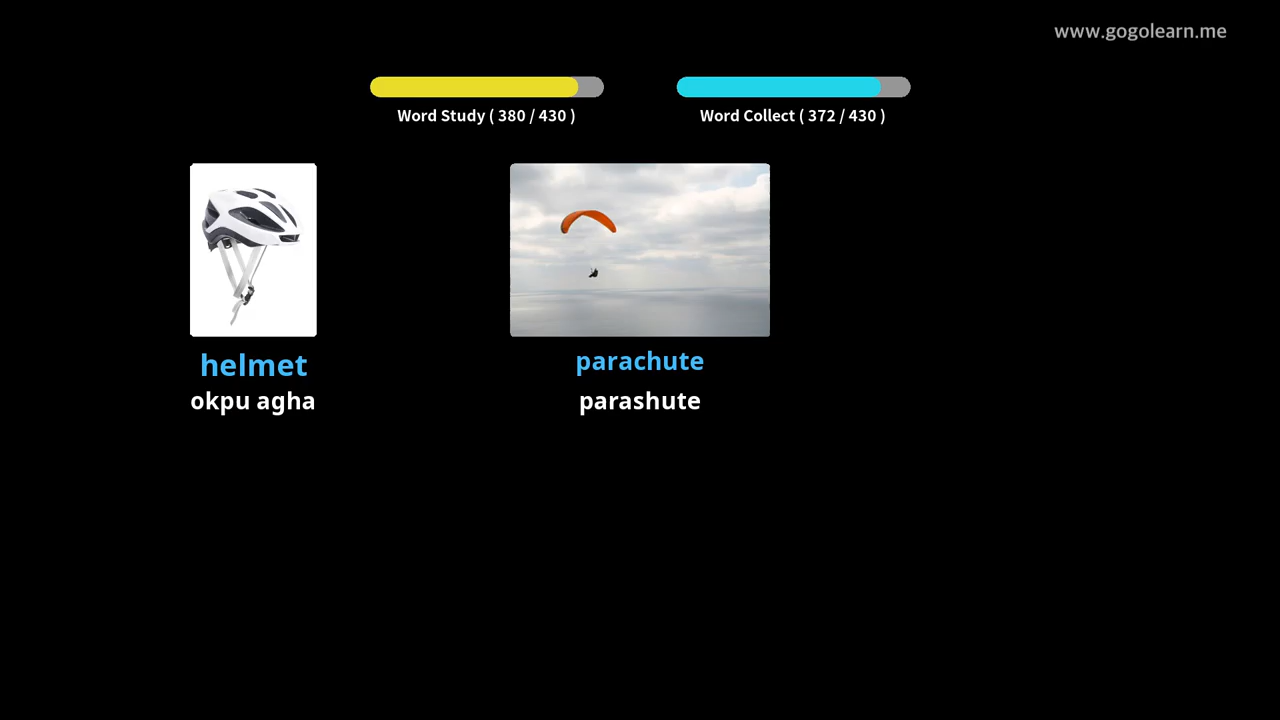 www.gogolearn.me
Word Study ( 380 / 430 )
Word Collect ( 372 / 430 )
helmet
okpu agha
parachute
parashute